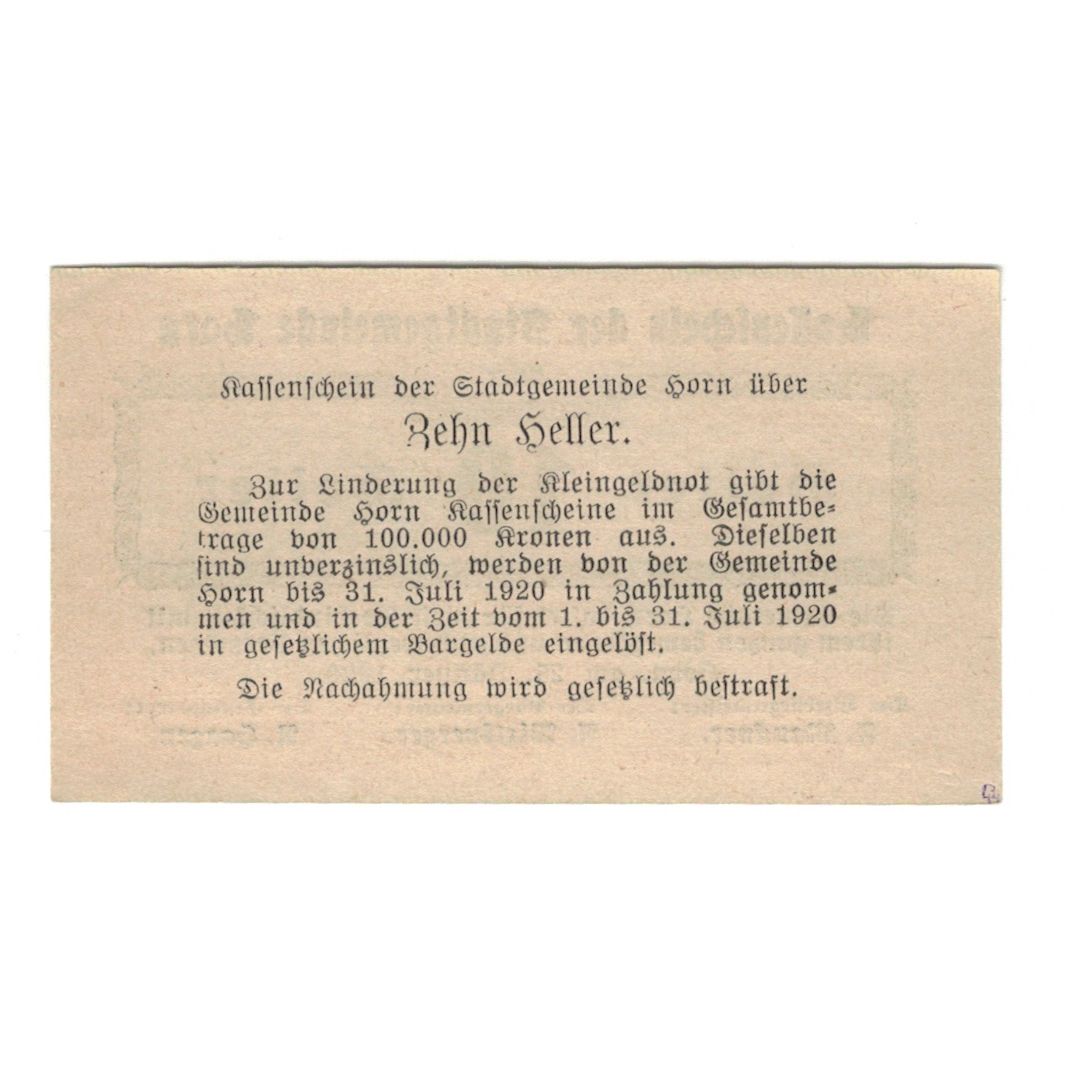 Kassenschein der Stadtgemeinde Horn über
Zehn Heller.
Zur Linderung der Kleingeldnot gibt die
Gemeinde Horn Kassenscheine im Gesamtbe-
trage von 100.000 Kronen aus. Dieselben
sind unverzinslich, werden von der Gemeinde
Horn bis 31. Juli 1920 in Zahlung genom-
men und in der Zeit vom 1. bis 31. Juli 1920
in gesetzlichem Bargelde eingelöst.
Die Nachahmung wird gesetzlich bestraft.